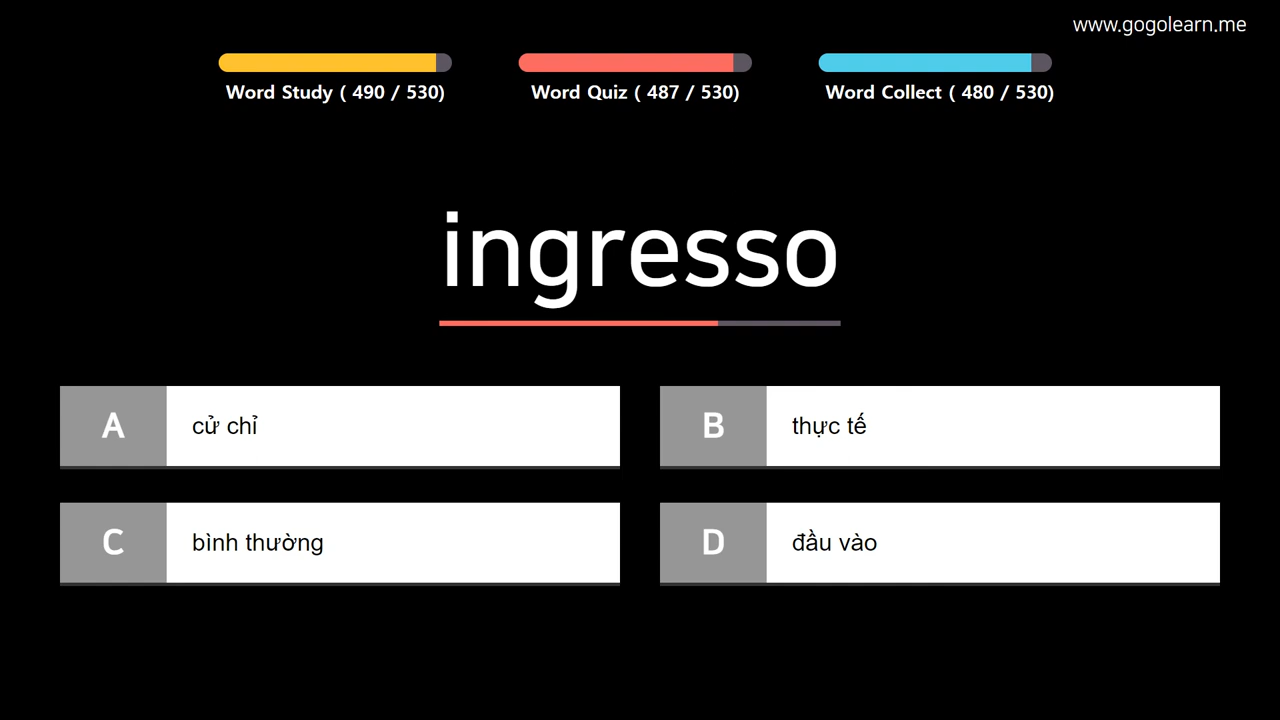 www.gogolearn.me
Word Study ( 490 / 530)
Word Quiz ( 487 / 530)
Word Collect ( 480 / 530)
ingresso
A cử chỉ
B thực tế
C bình thường
D đầu vào